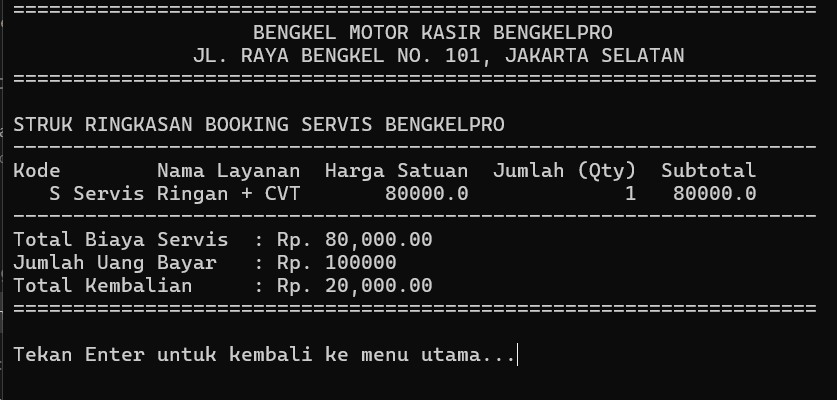 ===================================================================
BENGKEL MOTOR KASIR BENGKELPRO
JL. RAYA BENGKEL NO. 101, JAKARTA SELATAN
===================================================================
STRUK RINGKASAN BOOKING SERVIS BENGKELPRO
-------------------------------------------------------------------
Kode        Nama Layanan  Harga Satuan  Jumlah (Qty)  Subtotal
   S Servis Ringan + CVT       80000.0             1   80000.0
-------------------------------------------------------------------
Total Biaya Servis  : Rp. 80,000.00
Jumlah Uang Bayar   : Rp. 100000
Total Kembalian     : Rp. 20,000.00
===================================================================
Tekan Enter untuk kembali ke menu utama...